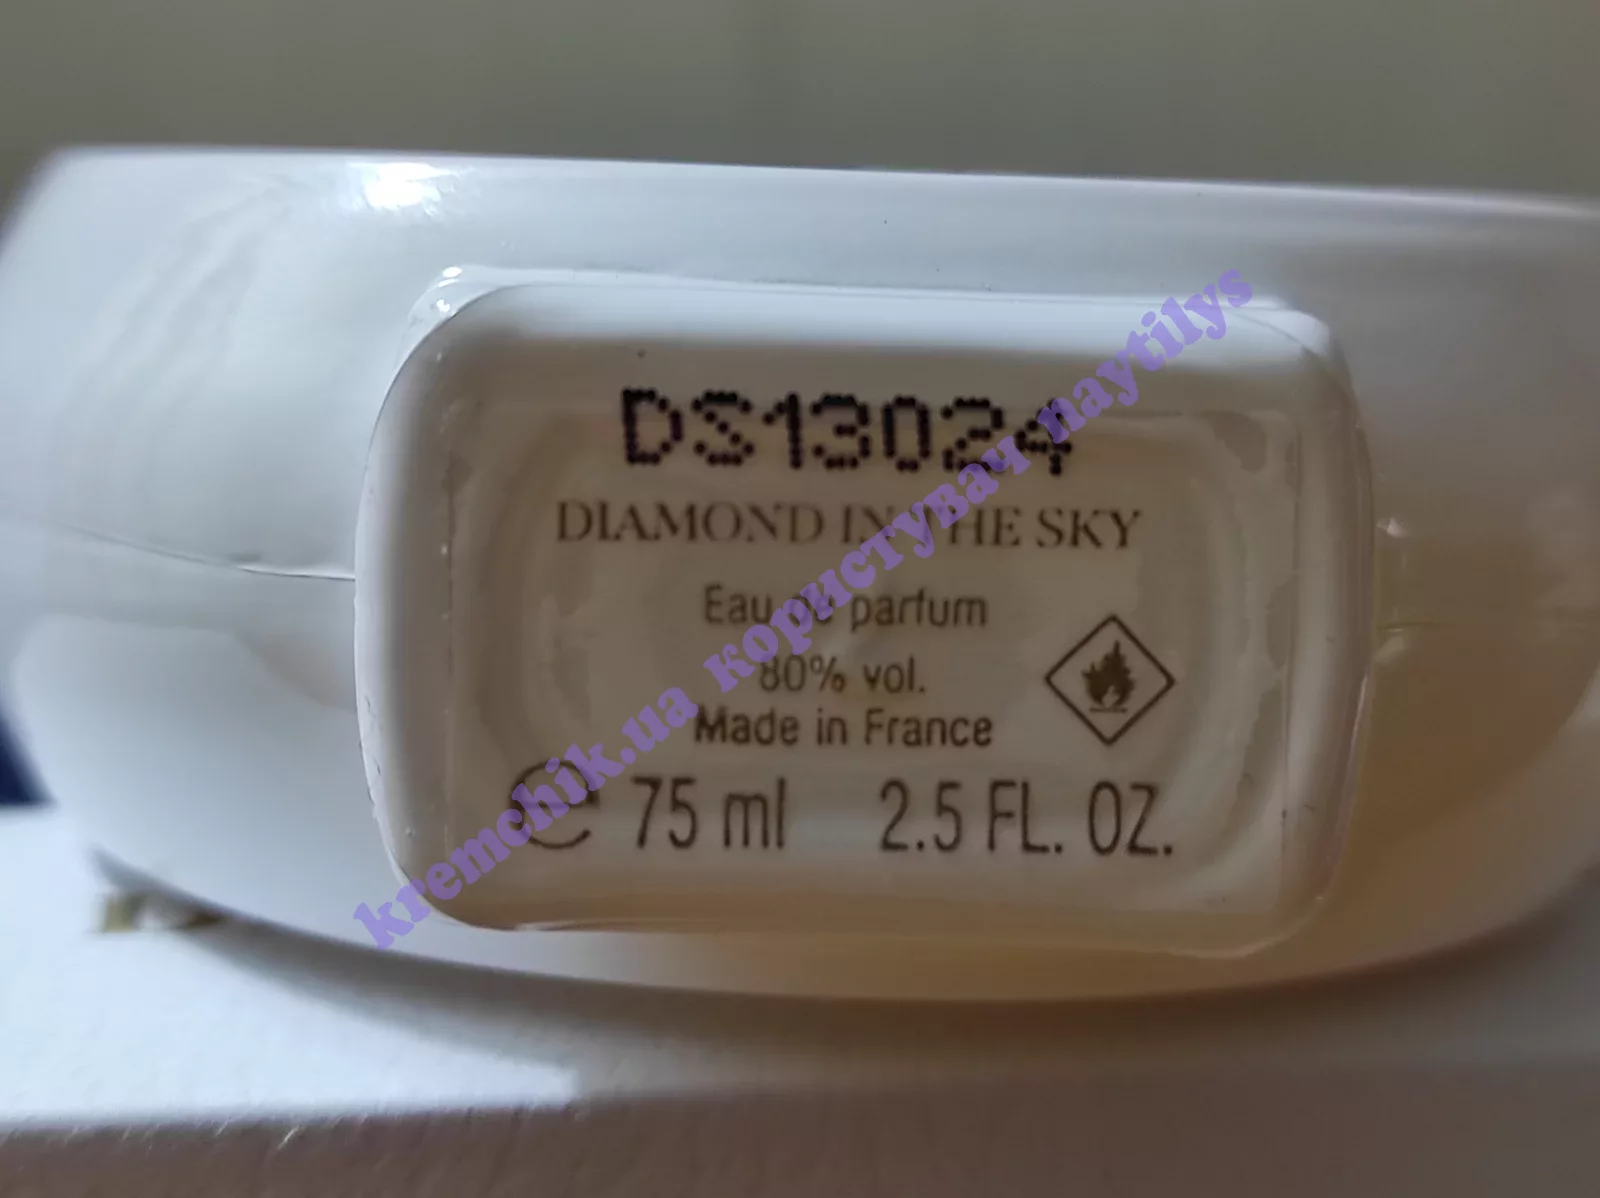 DS13024
DIAMOND IN THE SKY
Eau de parfum
80% vol.
Made in France
℮ 75 ml 2.5 FL. OZ.
kremchik.ua користувач naytilys